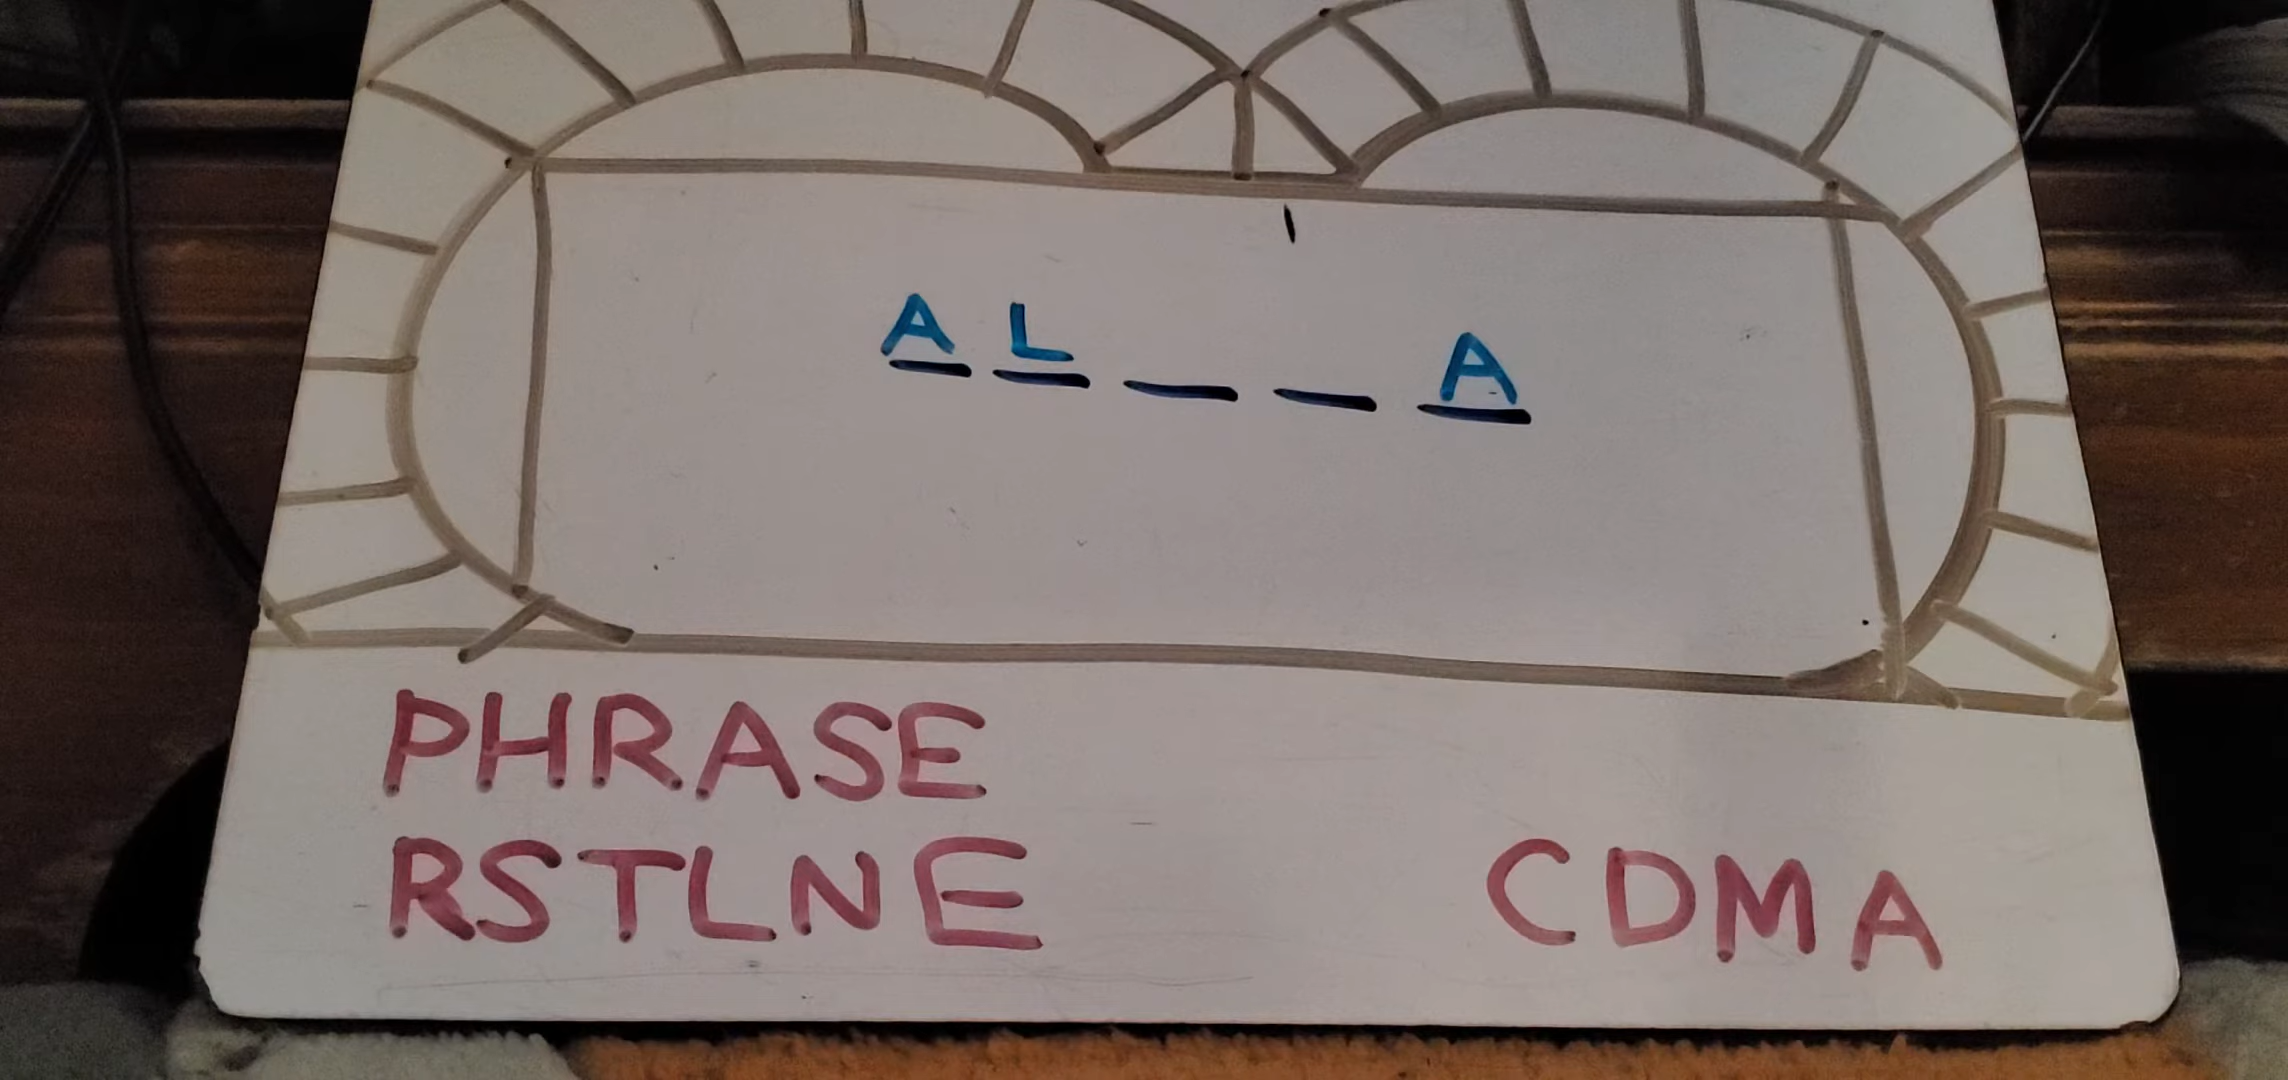 A L _ _ A
PHRASE
RSTLNE CDMA